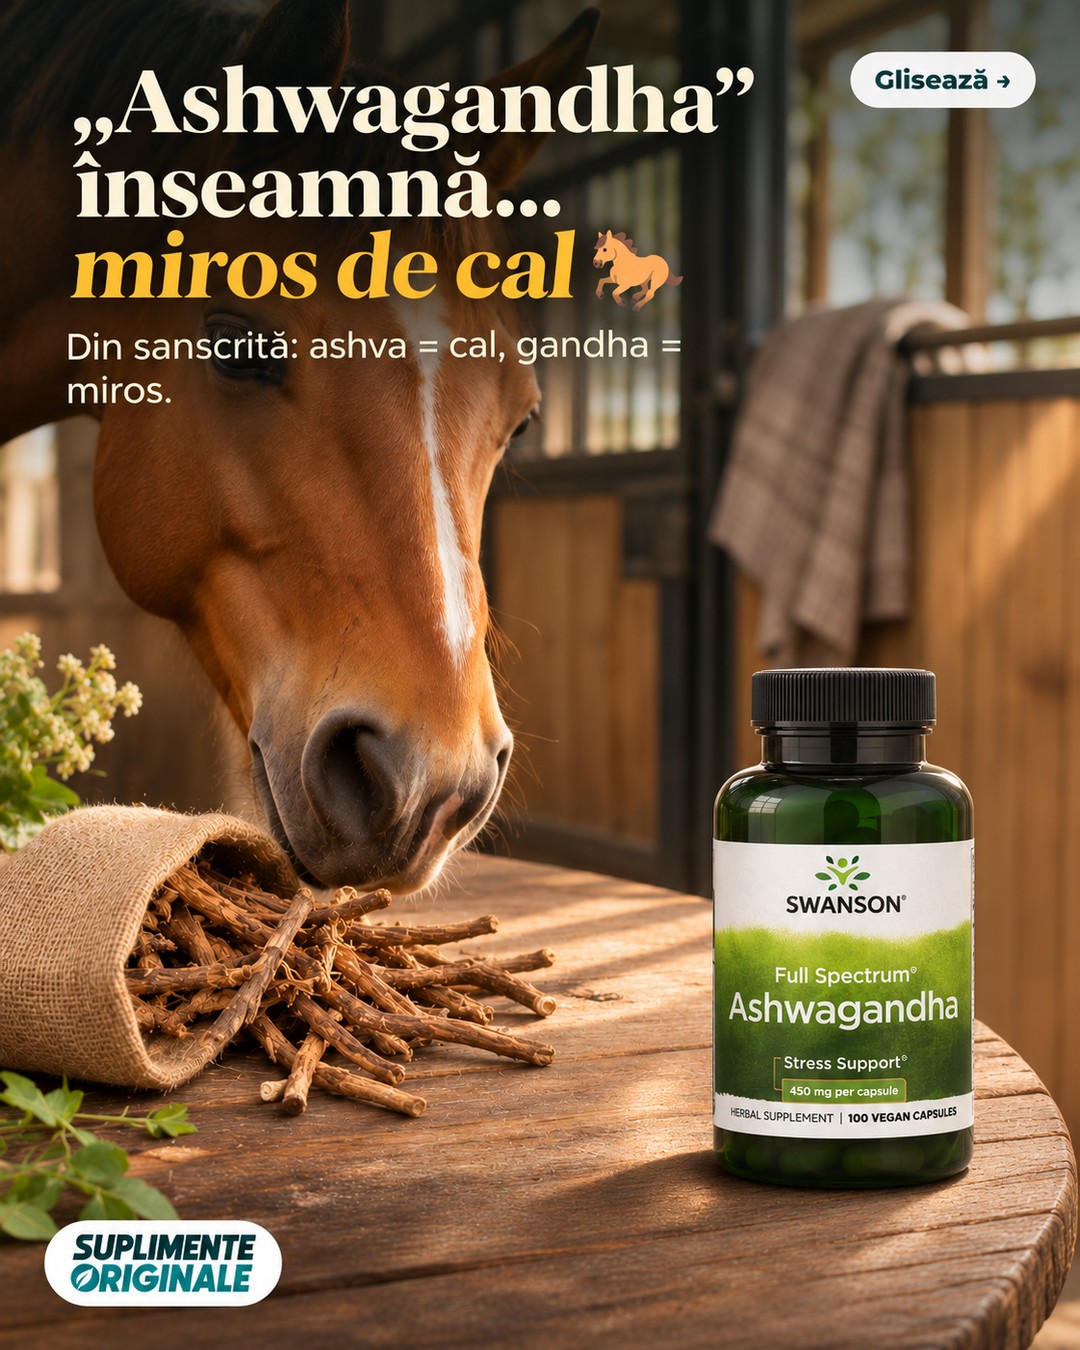 „Ashwagandha”
Glisează →
înseamnă...
miros de cal
Din sanscrită: ashva = cal, gandha =
miros.
SWANSON®
Full Spectrum®
Ashwagandha
Stress Support®
450 mg per capsule
HERBAL SUPPLEMENT | 100 VEGAN CAPSULES
SUPLIMENTE
ORIGINALE